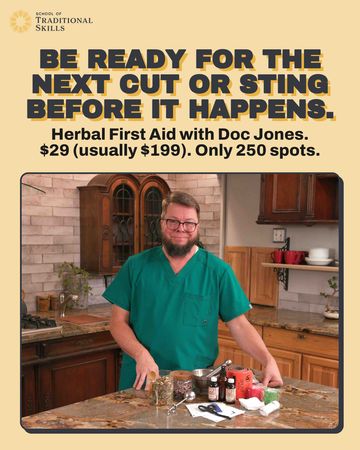 SCHOOL OF
TRADITIONAL
SKILLS
BE READY FOR THE
NEXT CUT OR STING
BEFORE IT HAPPENS.
Herbal First Aid with Doc Jones.
$29 (usually $199). Only 250 spots.